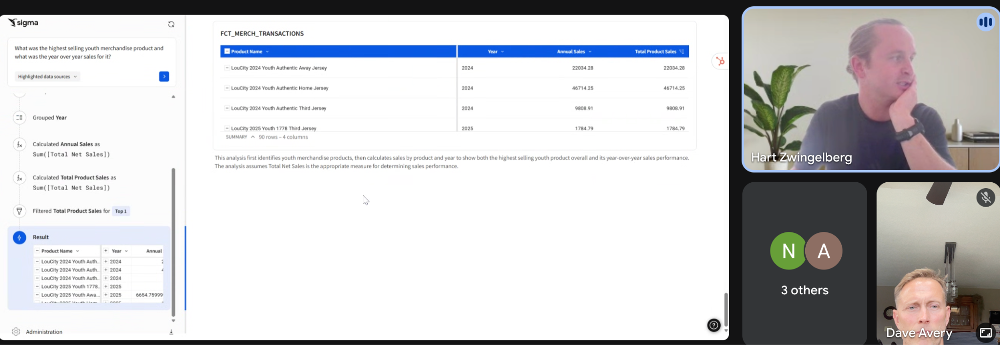 sigma
What was the highest selling youth merchandise product and
what was the year over year sales for it?
Highlighted data sources
Grouped Year
Calculated Annual Sales as
Sum([Total Net Sales])
Calculated Total Product Sales as
Sum([Total Net Sales])
Filtered Total Product Sales for Top 1
Result
Product Name Year Annual
LouCity 2024 Youth Auth... 2024
LouCity 2024 Youth Auth... 2024
LouCity 2024 Youth Auth... 2024
LouCity 2025 Youth 1778... 2025
LouCity 2025 Youth Awa... 2025 6654.75999
Administration
FCT_MERCH_TRANSACTIONS
Product Name Year Annual Sales Total Product Sales
LouCity 2024 Youth Authentic Away Jersey 2024 22034.28 22034.28
LouCity 2024 Youth Authentic Home Jersey 2024 46714.25 46714.25
LouCity 2024 Youth Authentic Third Jersey 2024 9808.91 9808.91
LouCity 2025 Youth 1778 Third Jersey 2025 1784.79 1784.79
SUMMARY 90 rows – 4 columns
This analysis first identifies youth merchandise products, then calculates sales by product and year to show both the highest selling youth product overall and its year-over-year sales performance.
The analysis assumes Total Net Sales is the appropriate measure for determining sales performance.
Hart Zwingelberg
N A
3 others
Dave Avery